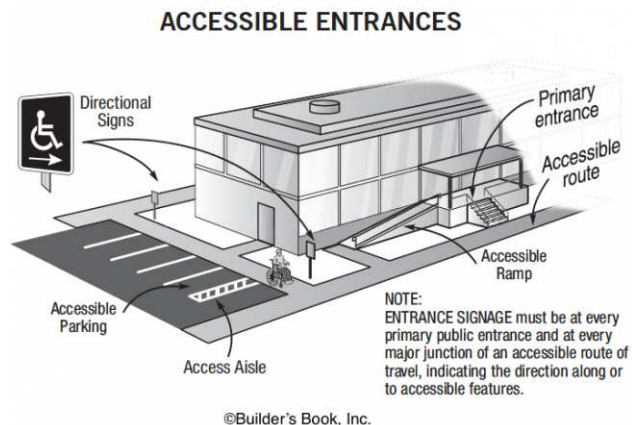 ACCESSIBLE ENTRANCES
Directional
Signs
Primary
entrance
Accessible
route
Accessible
Ramp
Accessible
Parking
Access Aisle
NOTE:
ENTRANCE SIGNAGE must be at every
primary public entrance and at every
major junction of an accessible route of
travel, indicating the direction along or
to accessible features.
©Builder's Book, Inc.